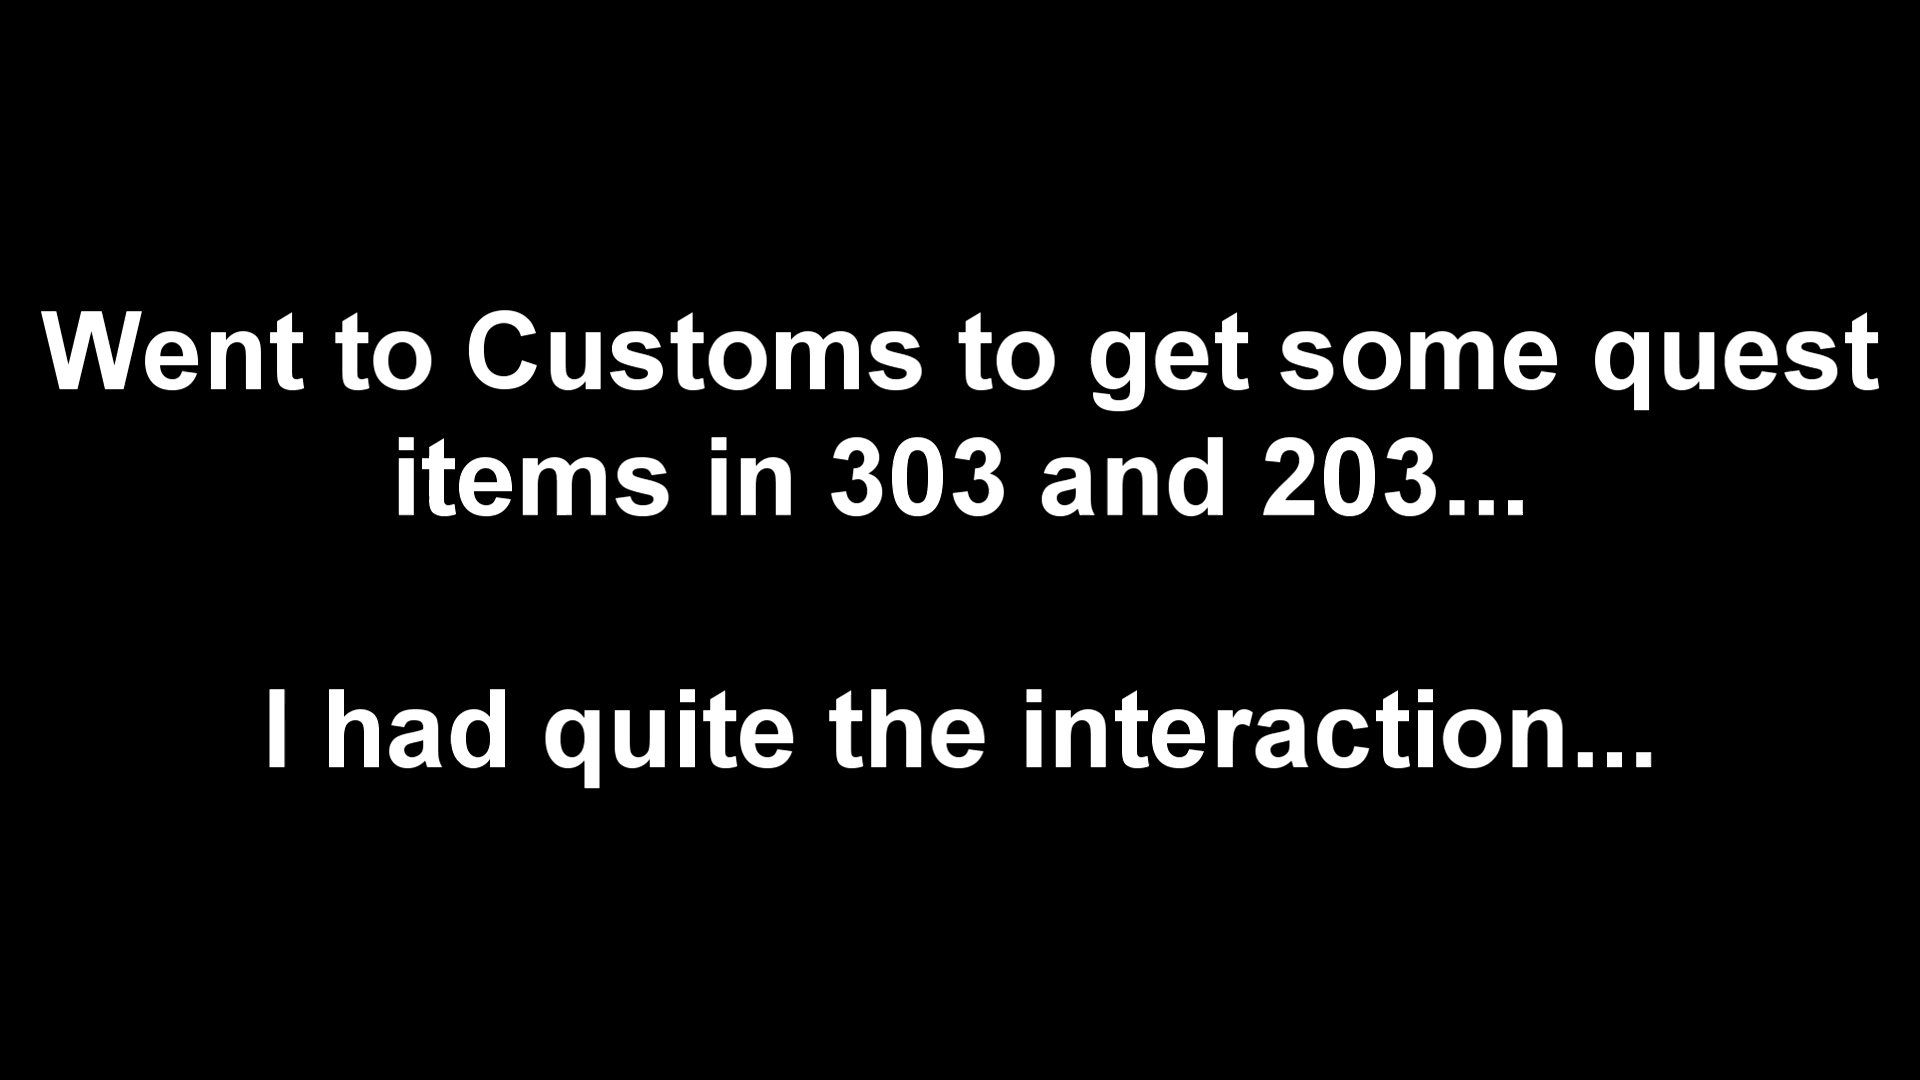 Went to Customs to get some quest
items in 303 and 203...
I had quite the interaction...